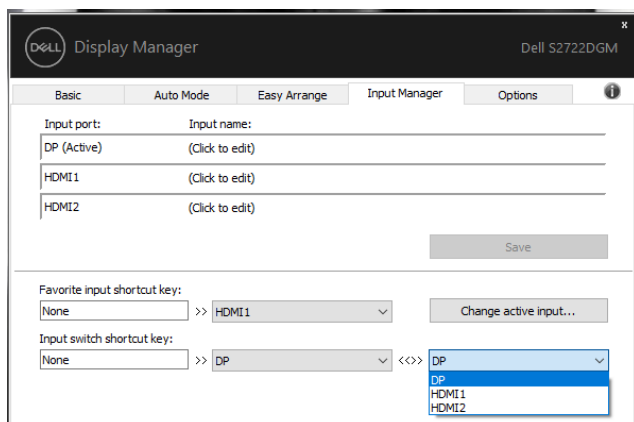 x
DELL Display Manager Dell S2722DGM
Basic Auto Mode Easy Arrange Input Manager Options i
Input port: Input name:
DP (Active) (Click to edit)
HDMI1 (Click to edit)
HDMI2 (Click to edit)
Save
Favorite input shortcut key:
None >> HDMI1 Change active input...
Input switch shortcut key:
None >> DP <<>> DP
DP
HDMI1
HDMI2